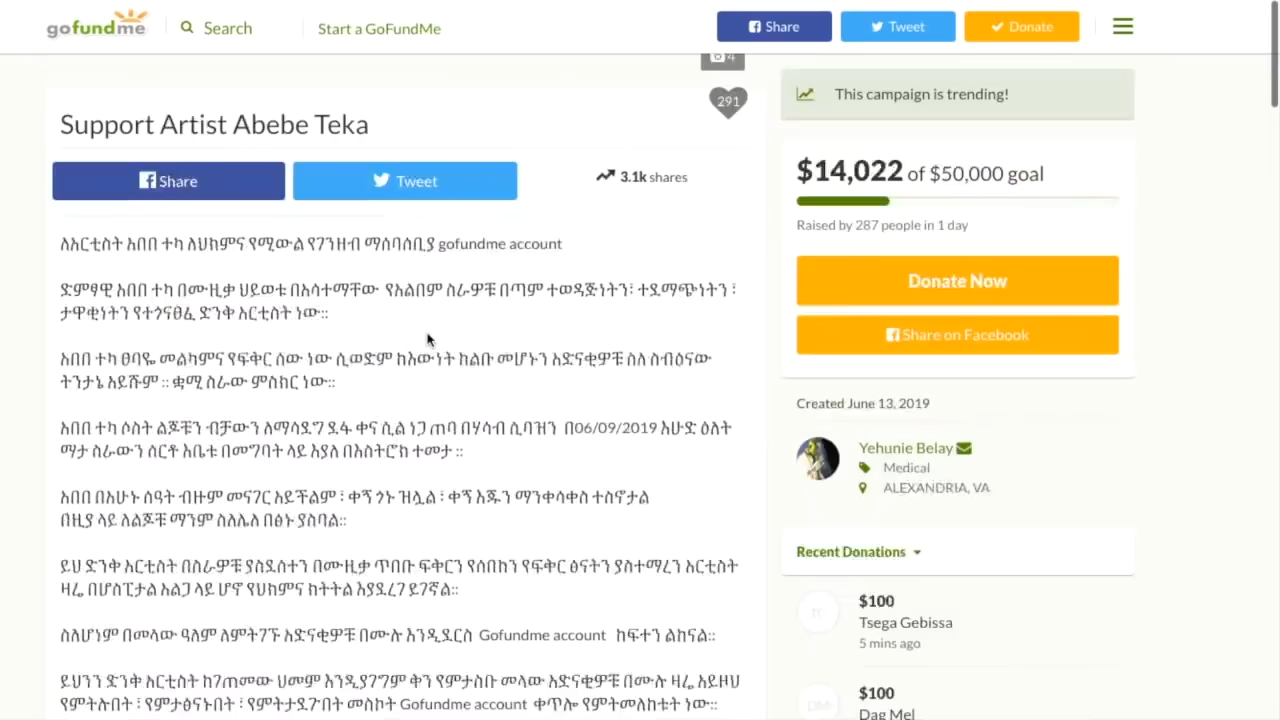 gofundme
Search
Start a GoFundMe
Share
Tweet
Donate
4
291
Support Artist Abebe Teka
Share
Tweet
3.1k shares
ለአርቲስት አበበ ተካ ለህክምና የሚውል የገንዘብ ማሰባሰቢያ gofundme account
ድምፃዊ አበበ ተካ በሙዚቃ ህይወቱ በአሳተማቸው የአልበም ስራዎቹ በጣም ተወዳጅነትን፣ ተደማጭነትን ፣
ታዋቂነትን የተጎናፀፈ ድንቅ አርቲስት ነው።
አበበ ተካ ፀባዬ መልካምና የፍቅር ሰው ነው ሲወድም ከእውነት ከልቡ መሆኑን አድናቂዎቹ ስለ ስብዕናው
ትንታኔ አይሹም ። ቋሚ ስራው ምስክር ነው።
አበበ ተካ ሶስት ልጆቹን ብቻውን ለማሳደግ ደፋ ቀና ሲል ነጋ ጠባ በሃሳብ ሲባዝን በ06/09/2019 እሁድ ዕለት
ማታ ስራውን ሰርቶ እቤቱ በመግባት ላይ እያለ በእስትሮክ ተመታ ።
አበበ በአሁኑ ሰዓት ብዙም መናገር አይችልም ፣ ቀኝ ጎኑ ዝሏል ፣ ቀኝ እጁን ማንቀሳቀስ ተስኖታል
በዚያ ላይ ለልጆቹ ማንም ስለሌለ በፅኑ ያስባል።
ይህ ድንቅ አርቲስት በስራዎቹ ያስደሰተን በሙዚቃ ጥበቡ ፍቅርን የሰበከን የፍቅር ፅናትን ያስተማረን አርቲስት
ዛሬ በሆስፒታል አልጋ ላይ ሆኖ የህክምና ክትትል እያደረገ ይገኛል።
ስለሆነም በመላው ዓለም ለምትገኙ አድናቂዎቹ በሙሉ እንዲደርስ Gofundme account ከፍተን ልከናል።
ይህንን ድንቅ አርቲስት ከገጠመው ህመም እንዲያገግም ቀን የምታስቡ መላው አድናቂዎቹ በሙሉ ዛሬ አይዞህ
የምትሉበት ፣ የምታፅናኑበት ፣ የምትታደጉበት መስኮት Gofundme account ቀጥሎ የምትመለከቱት ነው።
This campaign is trending!
$14,022 of $50,000 goal
Raised by 287 people in 1 day
Donate Now
Share on Facebook
Created June 13, 2019
Yehunie Belay
Medical
ALEXANDRIA, VA
Recent Donations
$100
Tsega Gebissa
5 mins ago
$100
Dag Mel